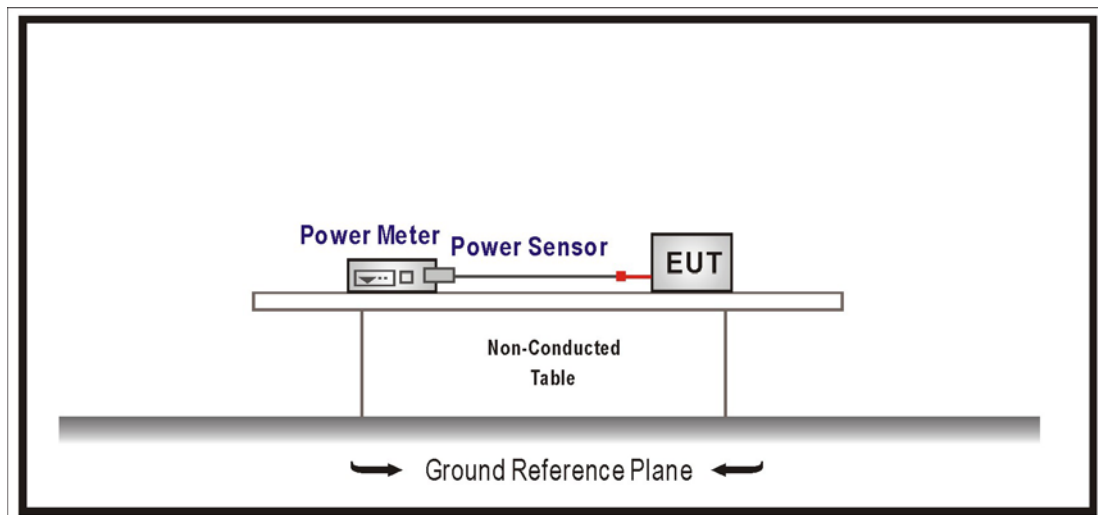 Power Meter
Power Sensor
EUT
Non-Conducted
Table
Ground Reference Plane